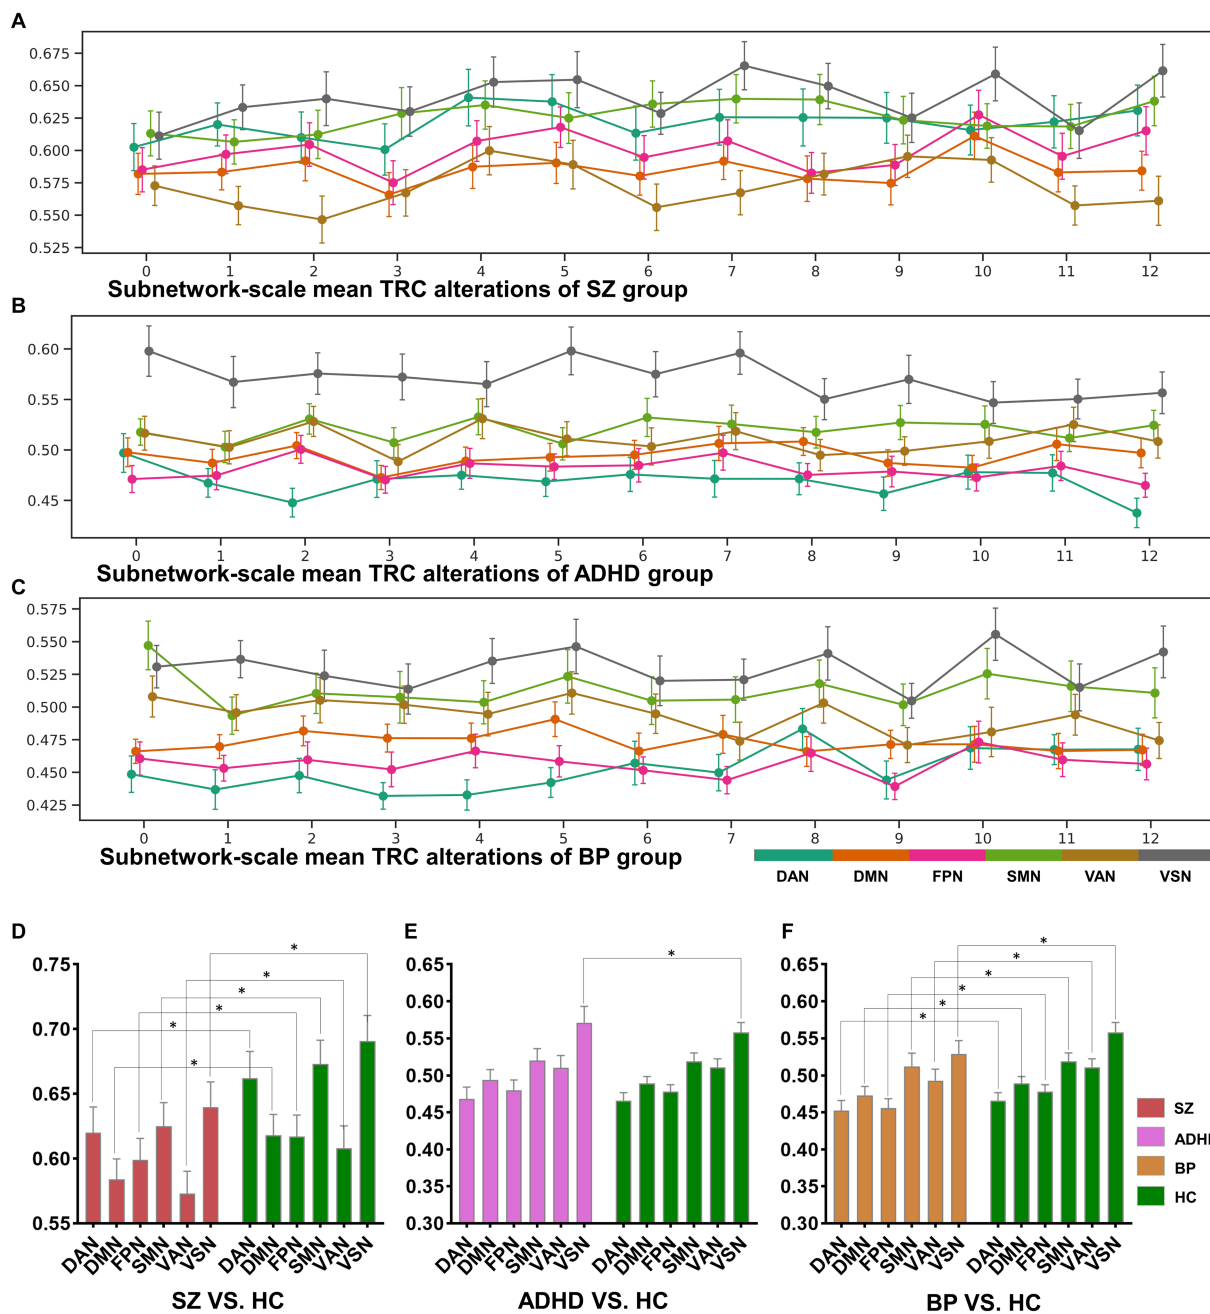 A
0.675
0.650
0.625
0.600
0.575
0.550
0.525
0 1 2 3 4 5 6 7 8 9 10 11 12
Subnetwork-scale mean TRC alterations of SZ group
B
0.60
0.55
0.50
0.45
0 1 2 3 4 5 6 7 8 9 10 11 12
Subnetwork-scale mean TRC alterations of ADHD group
C
0.575
0.550
0.525
0.500
0.475
0.450
0.425
0 1 2 3 4 5 6 7 8 9 10 11 12
Subnetwork-scale mean TRC alterations of BP group
DAN DMN FPN SMN VAN VSN
D
0.75
0.70
0.65
0.60
0.55
* * * * * *
DAN DMN FPN SMN VAN VSN DAN DMN FPN SMN VAN VSN
SZ VS. HC
E
0.65
0.60
0.55
0.50
0.45
0.40
0.35
0.30
*
DAN DMN FPN SMN VAN VSN DAN DMN FPN SMN VAN VSN
ADHD VS. HC
F
0.65
0.60
0.55
0.50
0.45
0.40
0.35
0.30
* * * * * *
DAN DMN FPN SMN VAN VSN DAN DMN FPN SMN VAN VSN
BP VS. HC
SZ
ADHD
BP
HC